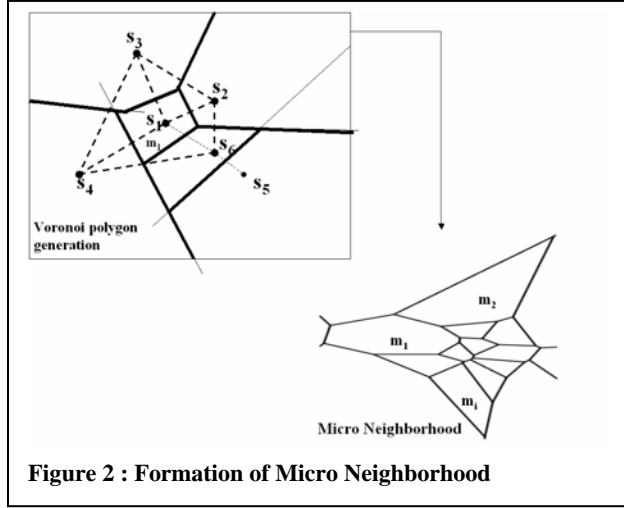 s3
s2
s1
mi
s6
s4
s5
Voronoi polygon
generation
m2
m1
mi
Micro Neighborhood
Figure 2 : Formation of Micro Neighborhood